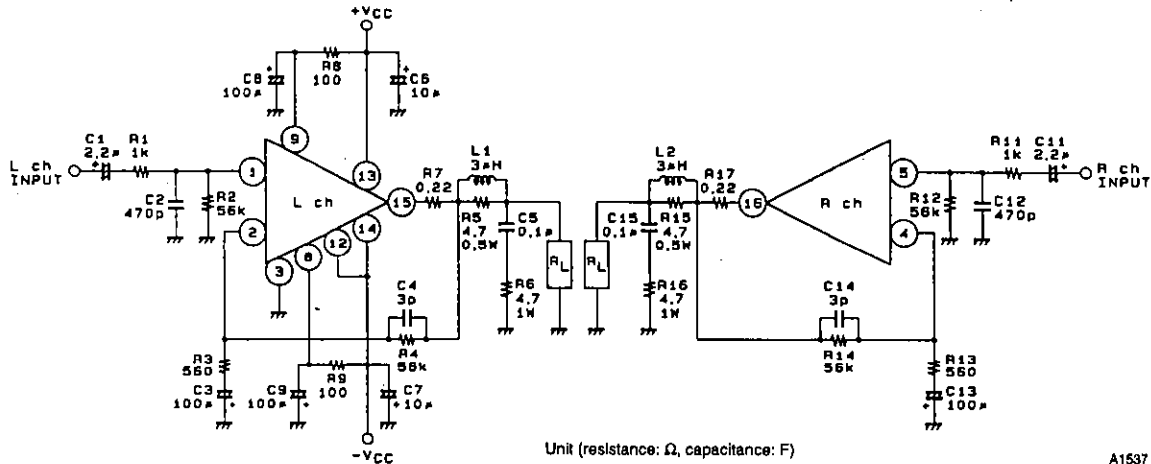 +VCC
C8
100µ
R8
100
C6
10µ
L ch
INPUT
C1
2,2µ
R1
1k
C2
470p
R2
56k
1
2
3
9
13
L ch
15
14
12
8
R7
0,22
L1
3µH
R5
4,7
0,5W
C5
0,1µ
R6
4,7
1W
RL
C4
3p
R4
56k
R3
560
C3
100µ
C9
100µ
R9
100
C7
10µ
-VCC
L2
3µH
R17
0,22
C15
0,1µ
R15
4,7
0,5W
RL
R16
4,7
1W
16
R ch
5
4
R11
1k
C11
2,2µ
R ch
INPUT
R12
56k
C12
470p
C14
3p
R14
56k
R13
560
C13
100µ
Unit (resistance: Ω, capacitance: F)
A1537